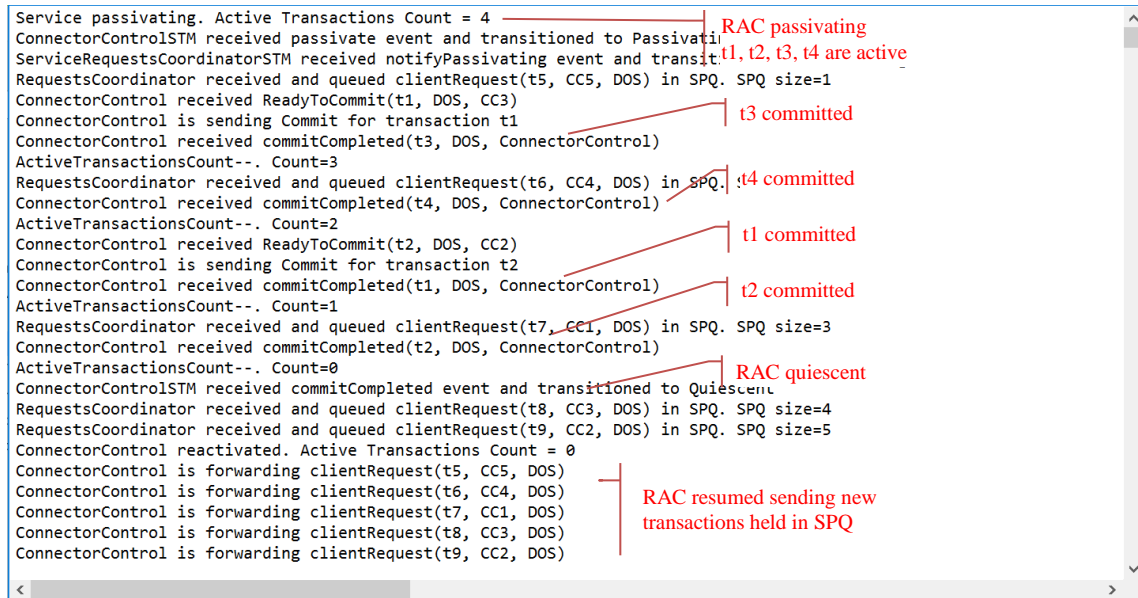 Service passivating. Active Transactions Count = 4
RAC passivating
ConnectorControlSTM received passivate event and transitioned to Passivatin
t1, t2, t3, t4 are active
ServiceRequestsCoordinatorSTM received notifyPassivating event and transit
RequestsCoordinator received and queued clientRequest(t5, CC5, DOS) in SPQ. SPQ size=1
ConnectorControl received ReadyToCommit(t1, DOS, CC3)
t3 committed
ConnectorControl is sending Commit for transaction t1
ConnectorControl received commitCompleted(t3, DOS, ConnectorControl)
ActiveTransactionsCount--. Count=3
RequestsCoordinator received and queued clientRequest(t6, CC4, DOS) in SPQ.
t4 committed
ConnectorControl received commitCompleted(t4, DOS, ConnectorControl)
ActiveTransactionsCount--. Count=2
t1 committed
ConnectorControl received ReadyToCommit(t2, DOS, CC2)
ConnectorControl is sending Commit for transaction t2
ConnectorControl received commitCompleted(t1, DOS, ConnectorControl)
t2 committed
ActiveTransactionsCount--. Count=1
RequestsCoordinator received and queued clientRequest(t7, CC1, DOS) in SPQ. SPQ size=3
ConnectorControl received commitCompleted(t2, DOS, ConnectorControl)
ActiveTransactionsCount--. Count=0
RAC quiescent
ConnectorControlSTM received commitCompleted event and transitioned to Quiescent
RequestsCoordinator received and queued clientRequest(t8, CC3, DOS) in SPQ. SPQ size=4
RequestsCoordinator received and queued clientRequest(t9, CC2, DOS) in SPQ. SPQ size=5
ConnectorControl reactivated. Active Transactions Count = 0
ConnectorControl is forwarding clientRequest(t5, CC5, DOS)
ConnectorControl is forwarding clientRequest(t6, CC4, DOS)
RAC resumed sending new
ConnectorControl is forwarding clientRequest(t7, CC1, DOS)
transactions held in SPQ
ConnectorControl is forwarding clientRequest(t8, CC3, DOS)
ConnectorControl is forwarding clientRequest(t9, CC2, DOS)